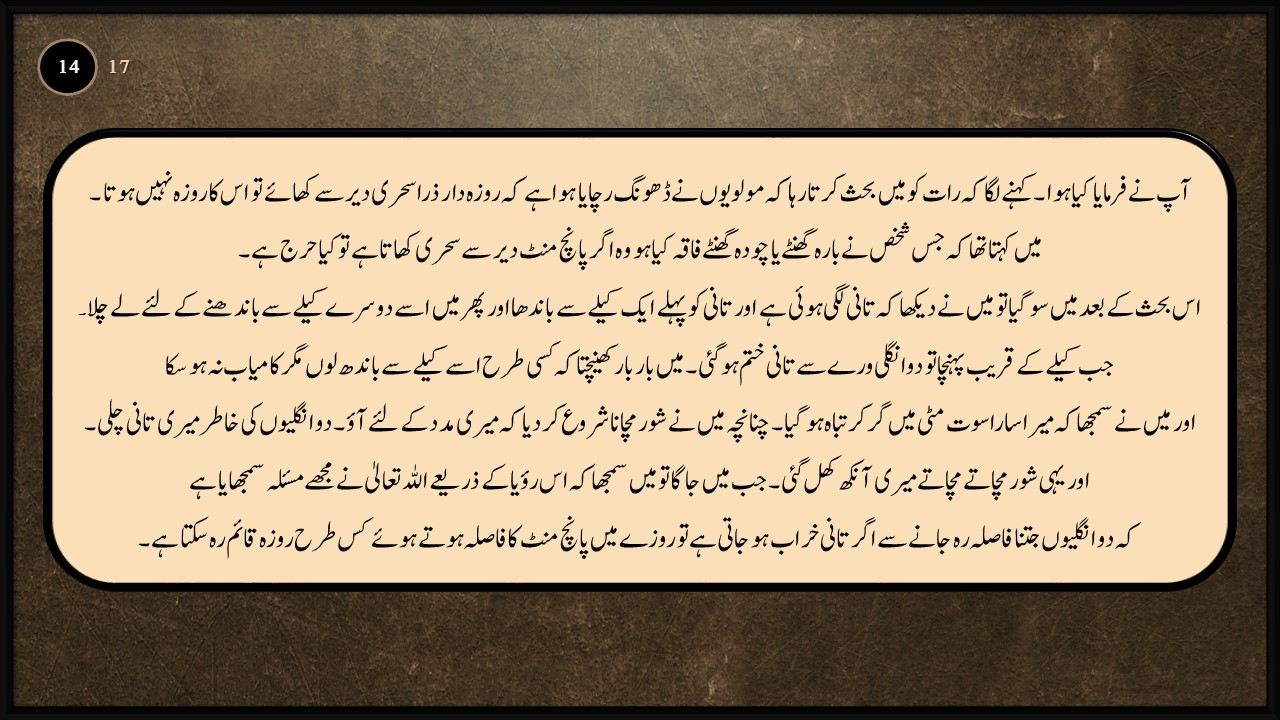 14 17
آپ نے فرمایا کیا ہوا۔ کہنے لگا کہ رات کو میں بحث کرتا رہا کہ مولویوں نے ڈھونگ رچایا ہوا ہے کہ روزہ دار ذرا سحری دیر سے کھائے تو اس کا روزہ نہیں ہوتا۔
میں کہتا تھا کہ جس شخص نے بارہ گھنٹے یا چودہ گھنٹے فاقہ کیا ہو وہ اگر پانچ منٹ دیر سے سحری کھاتا ہے تو کیا حرج ہے۔
اس بحث کے بعد میں سو گیا تو میں نے دیکھا کہ تانی لگی ہوئی ہے اور تانی کو پہلے ایک کیلے سے باندھا اور پھر میں اسے دوسرے کیلے سے باندھنے کے لئے لے چلا۔
جب کیلے کے قریب پہنچا تو دو انگلی ورے سے تانی ختم ہو گئی۔ میں بار بار کھینچتا کہ کسی طرح اسے کیلے سے باندھ لوں مگر کامیاب نہ ہو سکا
اور میں نے سمجھا کہ میرا سارا سوت مٹی میں گر کر تباہ ہو گیا۔ چنانچہ میں نے شور مچانا شروع کر دیا کہ میری مدد کے لئے آؤ۔ دو انگلیوں کی خاطر میری تانی چلی۔
اور یہی شور مچاتے مچاتے میری آنکھ کھل گئی۔ جب میں جاگا تو میں سمجھا کہ اس رؤیا کے ذریعے اللہ تعالیٰ نے مجھے مسئلہ سمجھایا ہے
کہ دو انگلیوں جتنا فاصلہ رہ جانے سے اگر تانی خراب ہو جاتی ہے تو روزے میں پانچ منٹ کا فاصلہ ہوتے ہوئے کس طرح روزہ قائم رہ سکتا ہے۔